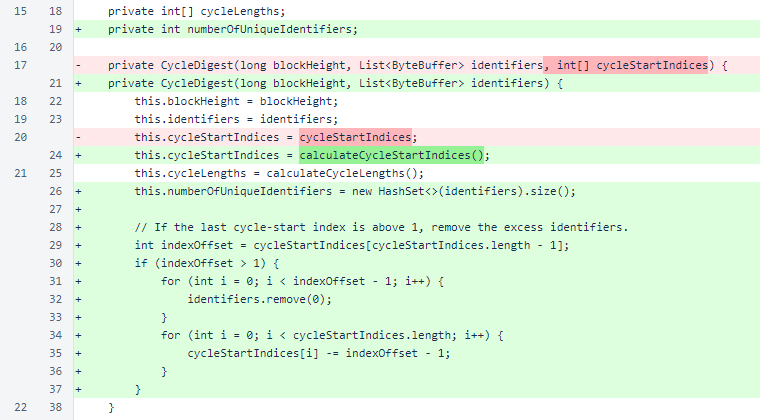 15 18 private int[] cycleLengths;
19 + private int numberOfUniqueIdentifiers;
16 20
17 - private CycleDigest(long blockHeight, List<ByteBuffer> identifiers, int[] cycleStartIndices) {
21 + private CycleDigest(long blockHeight, List<ByteBuffer> identifiers) {
18 22 this.blockHeight = blockHeight;
19 23 this.identifiers = identifiers;
20 - this.cycleStartIndices = cycleStartIndices;
24 + this.cycleStartIndices = calculateCycleStartIndices();
21 25 this.cycleLengths = calculateCycleLengths();
26 + this.numberOfUniqueIdentifiers = new HashSet<>(identifiers).size();
27 +
28 + // If the last cycle-start index is above 1, remove the excess identifiers.
29 + int indexOffset = cycleStartIndices[cycleStartIndices.length - 1];
30 + if (indexOffset > 1) {
31 + for (int i = 0; i < indexOffset - 1; i++) {
32 + identifiers.remove(0);
33 + }
34 + for (int i = 0; i < cycleStartIndices.length; i++) {
35 + cycleStartIndices[i] -= indexOffset - 1;
36 + }
37 + }
22 38 }